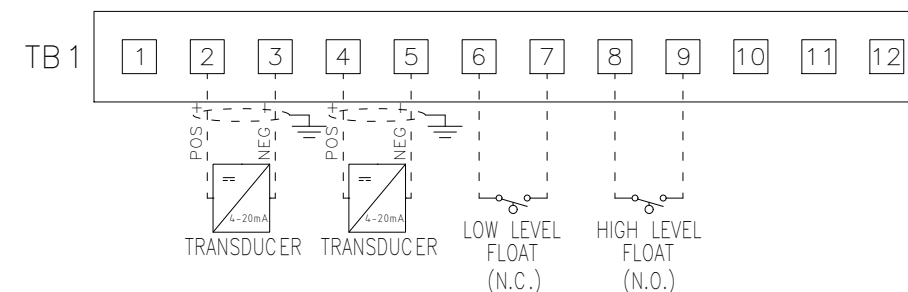 TB 1
1 2 3 4 5 6 7 8 9 10 11 12
+ - + -
POS NEG POS NEG
4-20mA 4-20mA
TRANSDUCER TRANSDUCER
LOW LEVEL
FLOAT
(N.C.)
HIGH LEVEL
FLOAT
(N.O.)